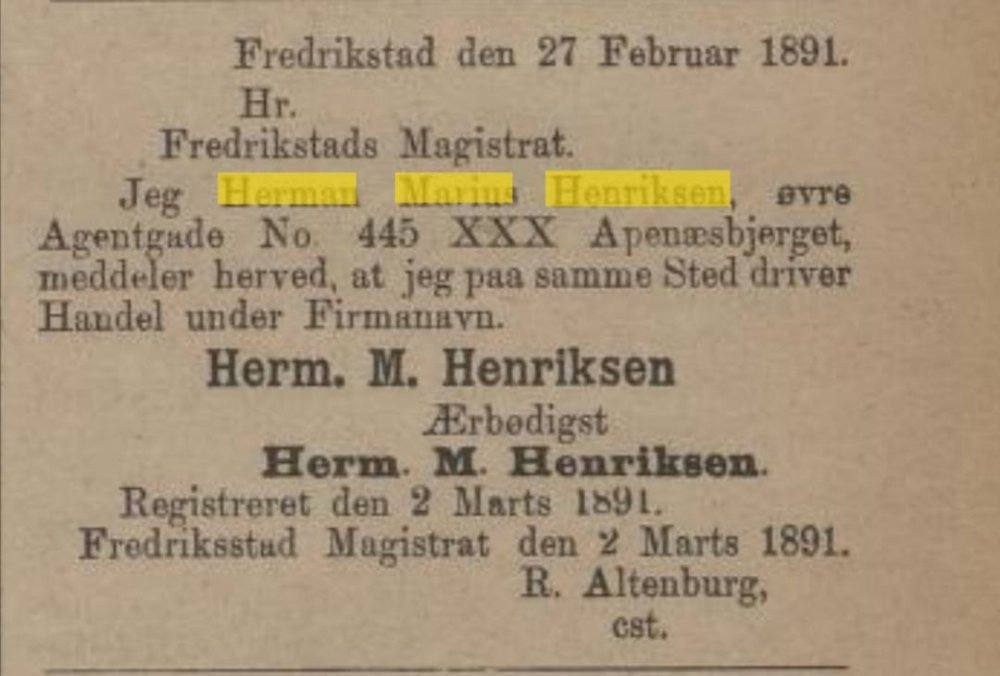 Fredrikstad den 27 Februar 1891.
Hr.
Fredrikstads Magistrat.
Jeg Herman Marius Henriksen, øvre
Agentgade No. 445 XXX Apenæsbjerget,
meddeler herved, at jeg paa samme Sted driver
Handel under Firmanavn.
Herm. M. Henriksen
Ærbødigst
Herm. M. Henriksen.
Registreret den 2 Marts 1891.
Fredriksstad Magistrat den 2 Marts 1891.
R. Altenburg,
cst.